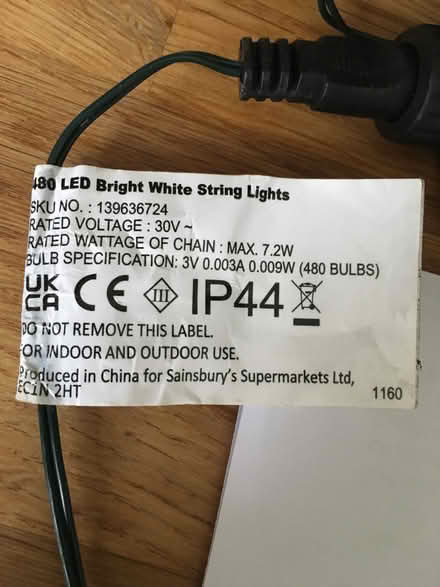 480 LED Bright White String Lights
SKU NO. : 139636724
RATED VOLTAGE : 30V ~
RATED WATTAGE OF CHAIN : MAX. 7.2W
BULB SPECIFICATION: 3V 0.003A 0.009W (480 BULBS)
UK
CA CE III IP44
DO NOT REMOVE THIS LABEL.
FOR INDOOR AND OUTDOOR USE.
Produced in China for Sainsbury's Supermarkets Ltd,
EC1N 2HT 1160